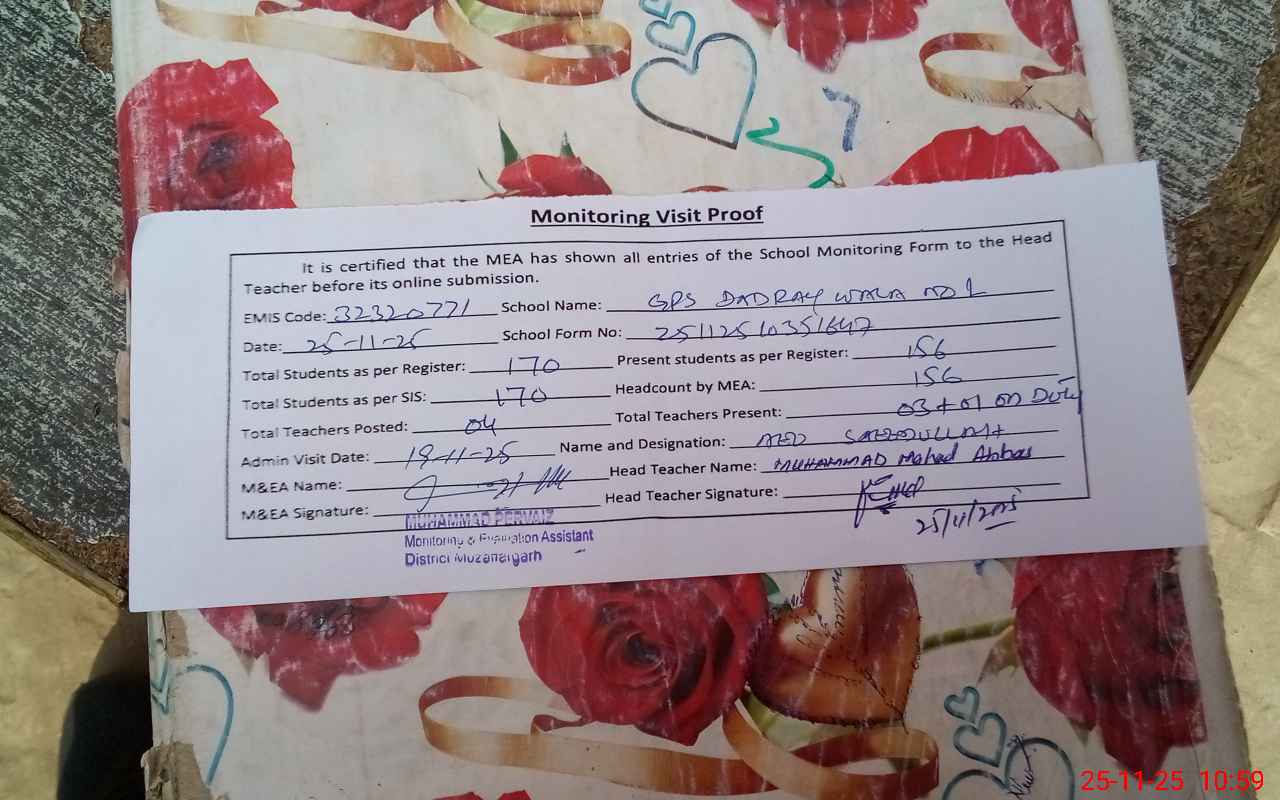 Monitoring Visit Proof
It is certified that the MEA has shown all entries of the School Monitoring Form to the Head
Teacher before its online submission.
EMIS Code: 32320771 School Name: GPS DADRAY WALA NO 1
Date: 25-11-25 School Form No: 25112510351647
Total Students as per Register: 170 Present students as per Register: 156
Total Students as per SIS: 170 Headcount by MEA: 156
Total Teachers Posted: 04 Total Teachers Present: 03 + 01 on Duty
Admin Visit Date: 19-11-25 Name and Designation: AEO
M&EA Name: Head Teacher Name: MUHAMMAD Mahad Abbas
M&EA Signature: Head Teacher Signature:
25/11/2025
MUHAMMAD PERVAIZ
Monitoring & Evaluation Assistant
District Muzaffargarh
25-11-25 10:59